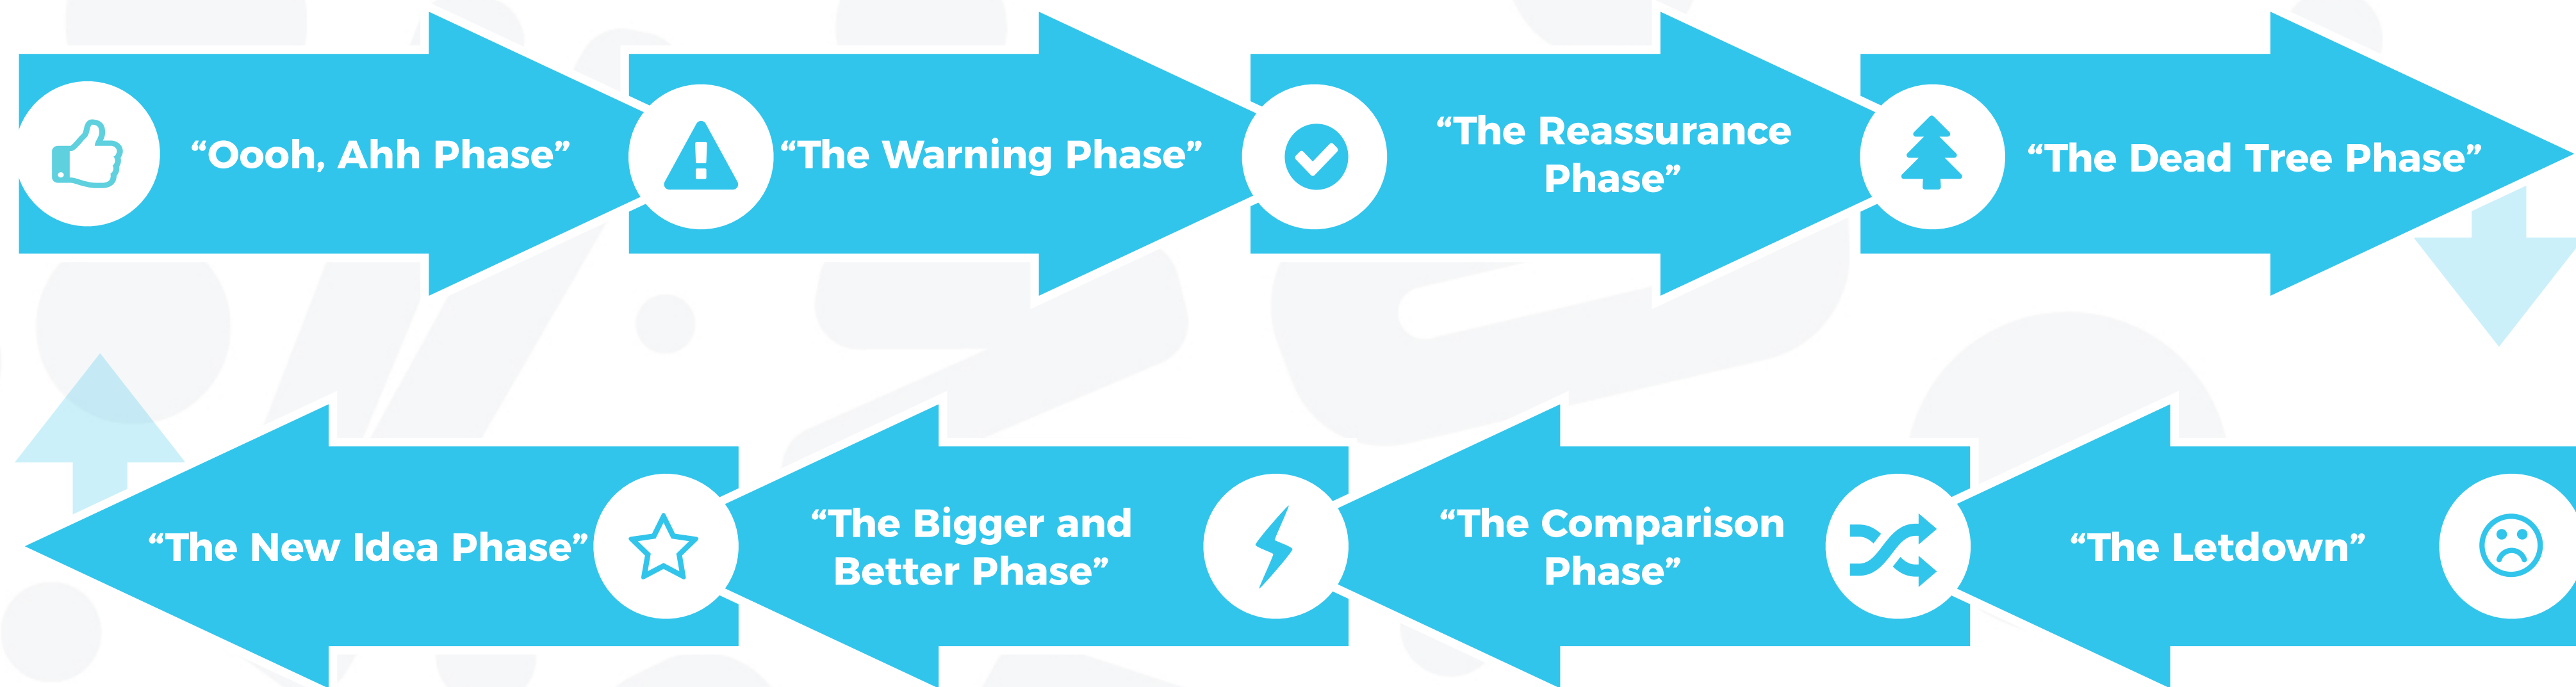 “Oooh, Ahh Phase”
“The Warning Phase”
“The Reassurance
Phase”
“The Dead Tree Phase”
“The Letdown”
“The Comparison
Phase”
“The Bigger and
Better Phase”
“The New Idea Phase”